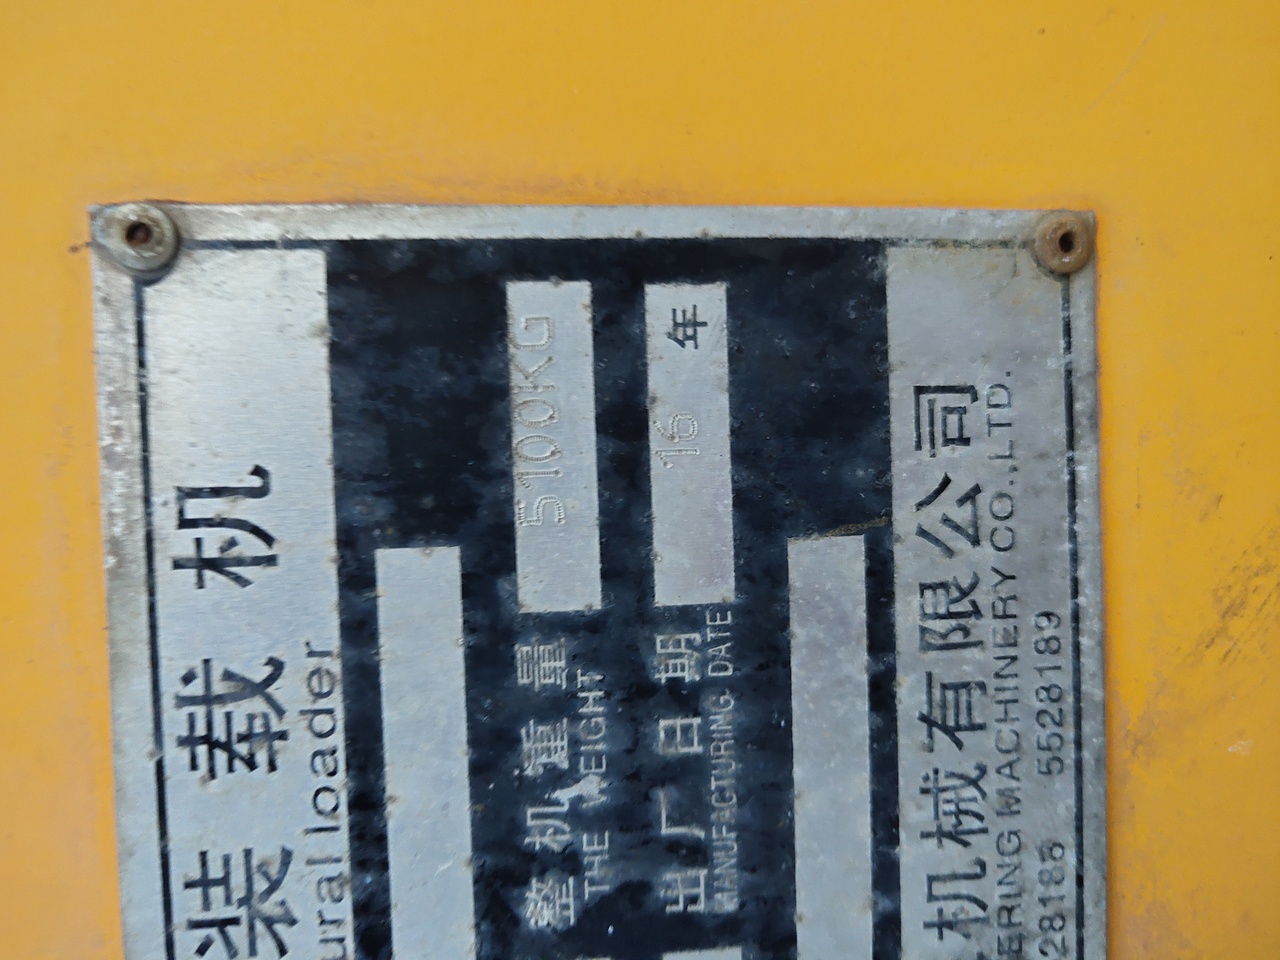 装载机
ural loader
整机重量 5100KG
THE WEIGHT
出厂日期 16 年
MANUFACTURING DATE
机械有限公司
ERING MACHINERY CO.,LTD.
28188 5528189